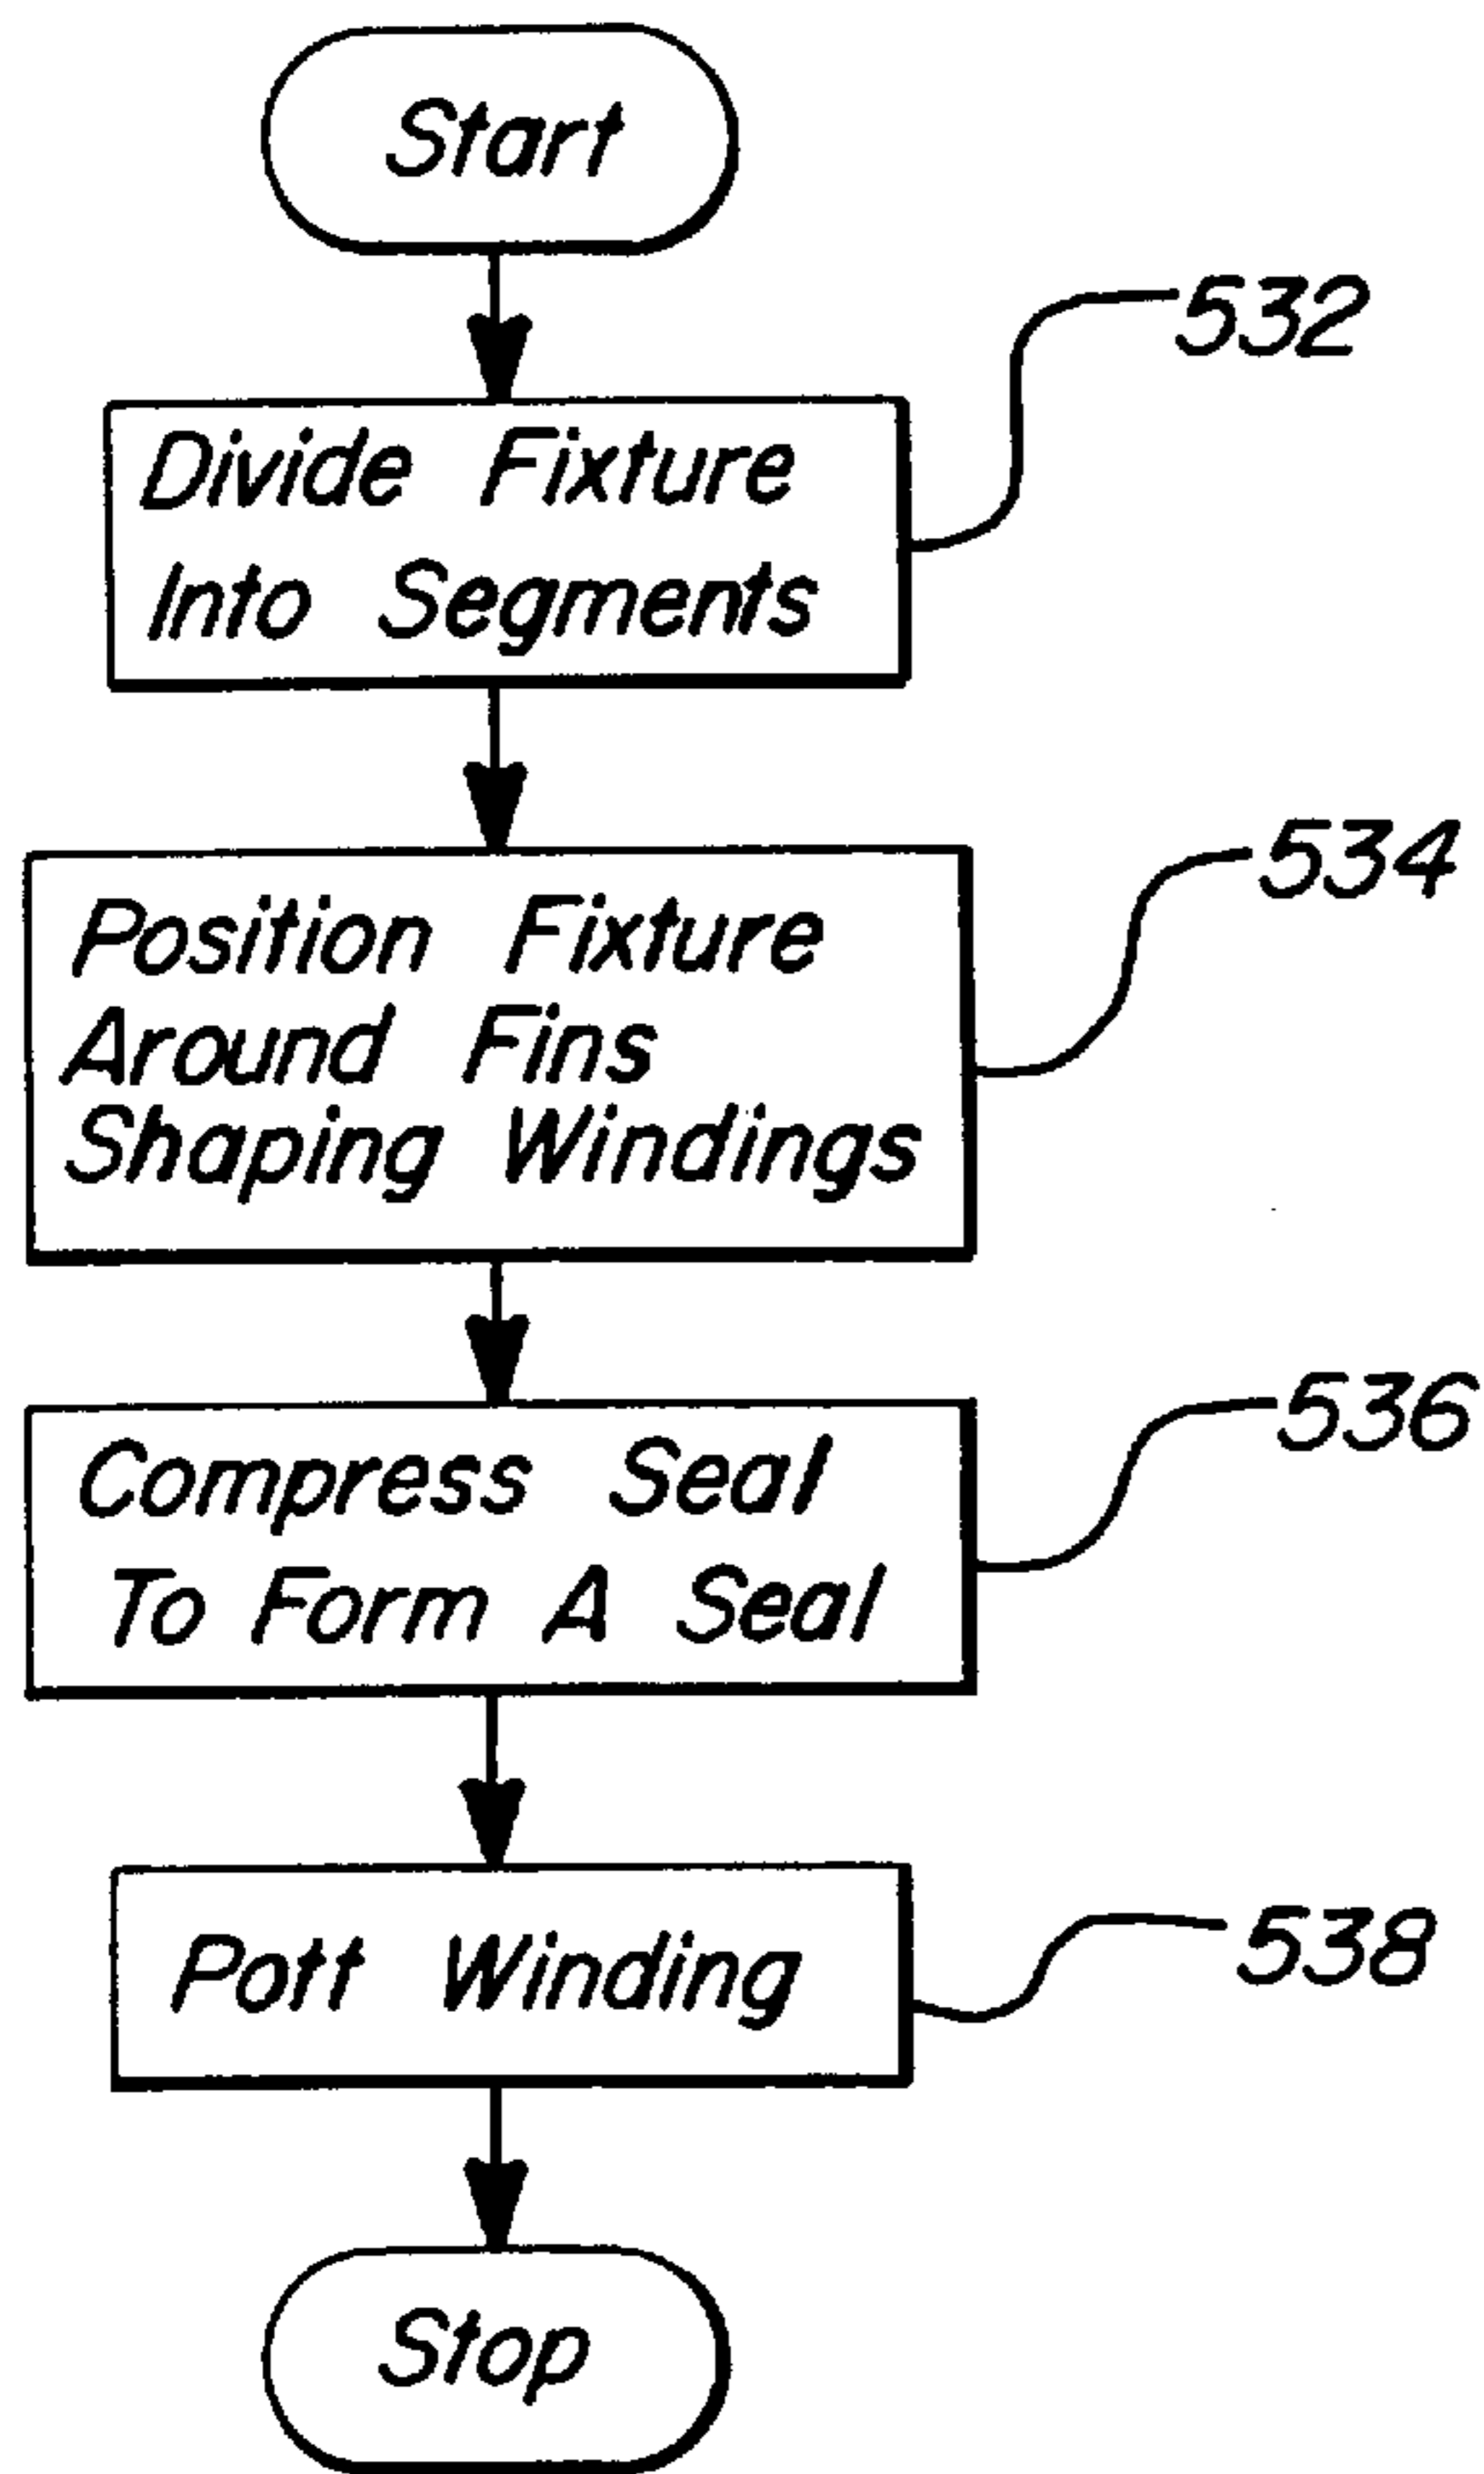 Start
532
Divide Fixture
Into Segments
534
Position Fixture
Around Fins
Shaping Windings
536
Compress Seal
To Form A Seal
538
Pott Winding
Stop